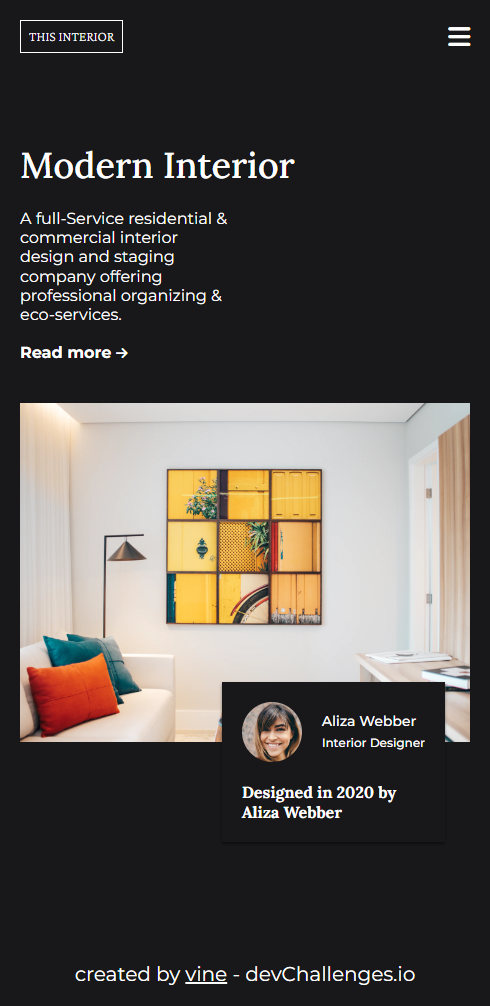 THIS INTERIOR
Modern Interior
A full-Service residential &
commercial interior
design and staging
company offering
professional organizing &
eco-services.
Read more →
Aliza Webber
Interior Designer
Designed in 2020 by
Aliza Webber
created by vine - devChallenges.io